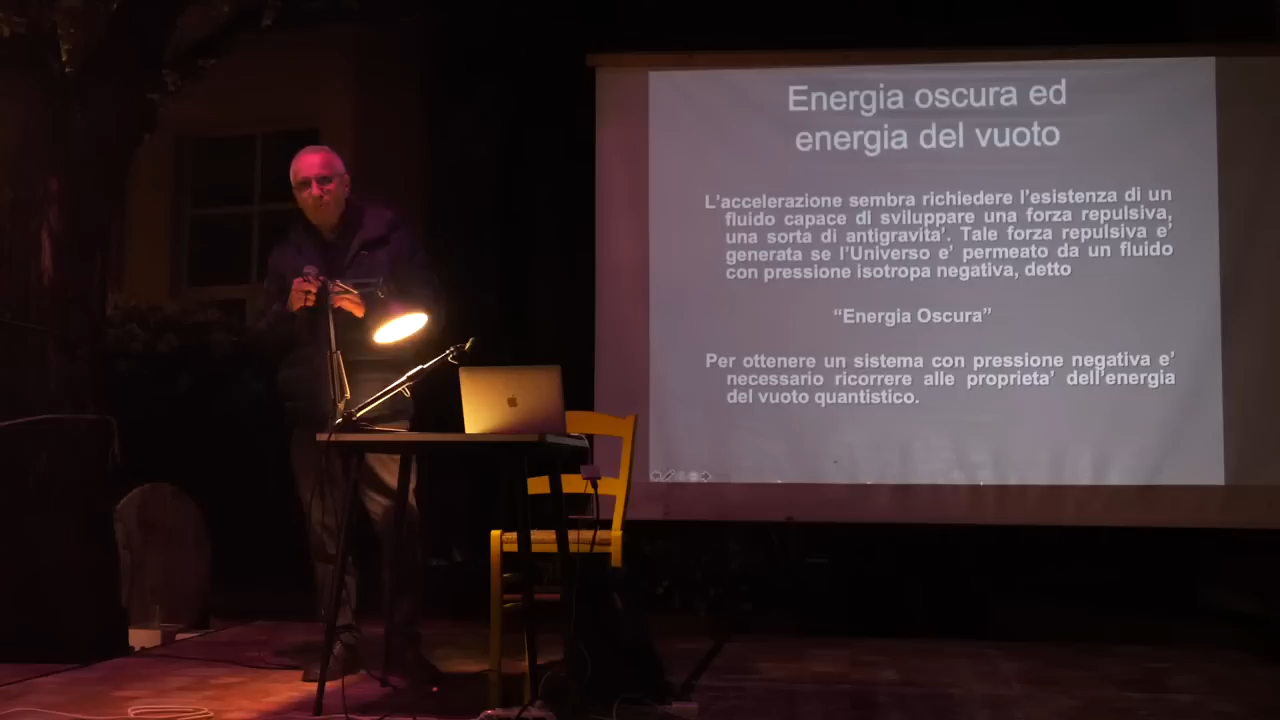 Energia oscura ed
energia del vuoto
L'accelerazione sembra richiedere l'esistenza di un
fluido capace di sviluppare una forza repulsiva,
una sorta di antigravita'. Tale forza repulsiva e'
generata se l'Universo e' permeato da un fluido
con pressione isotropa negativa, detto
“Energia Oscura”
Per ottenere un sistema con pressione negativa e'
necessario ricorrere alle proprieta' dell'energia
del vuoto quantistico.